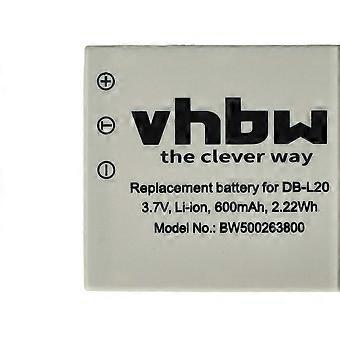 +
T
-
vhbw
the clever way
Replacement battery for DB-L20
3.7V, Li-ion, 600mAh, 2.22Wh
Model No.: BW500263800